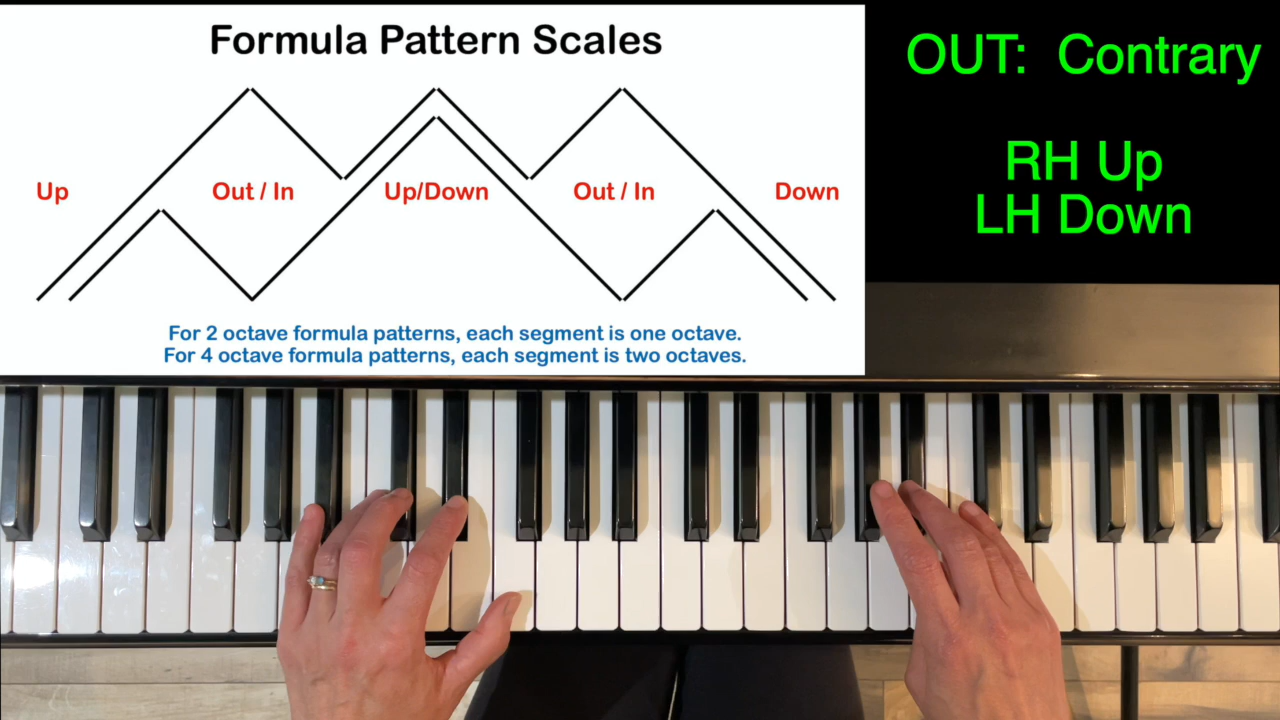 Formula Pattern Scales
Up
Out / In
Up/Down
Out / In
Down
For 2 octave formula patterns, each segment is one octave.
For 4 octave formula patterns, each segment is two octaves.
OUT: Contrary
RH Up
LH Down